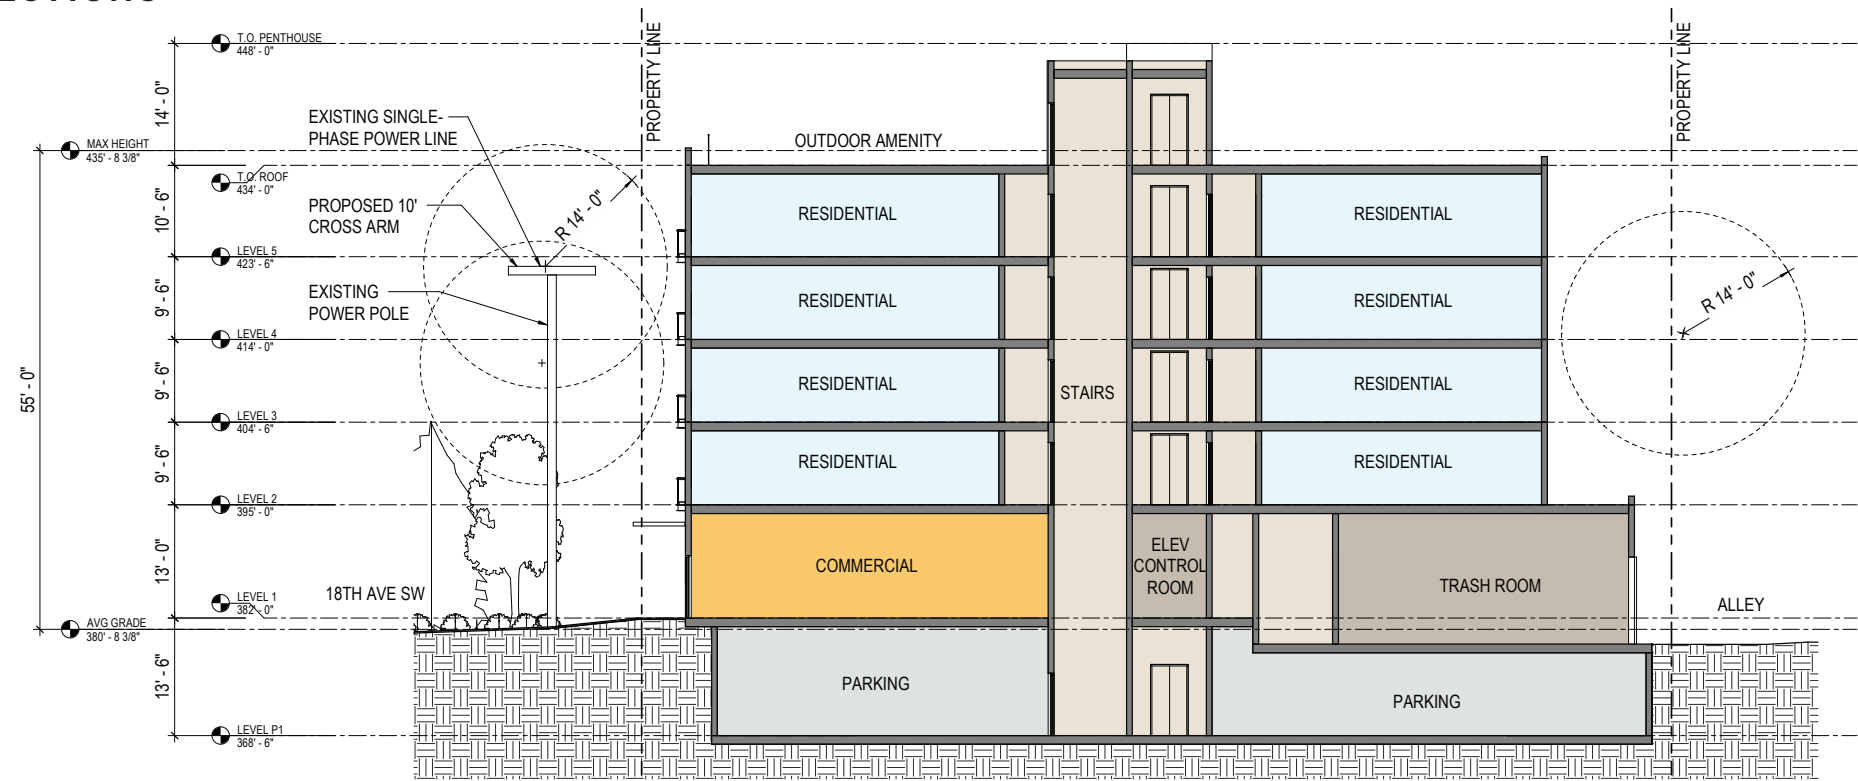 T.O. PENTHOUSE
448' - 0"
PROPERTY LINE
PROPERTY LINE
14' - 0"
EXISTING SINGLE-
PHASE POWER LINE
MAX HEIGHT
435' - 8 3/8"
OUTDOOR AMENITY
T.O. ROOF
434' - 0"
10' - 6"
PROPOSED 10'
CROSS ARM
R 14' - 0"
RESIDENTIAL
RESIDENTIAL
LEVEL 5
423' - 6"
9' - 6"
EXISTING
POWER POLE
RESIDENTIAL
RESIDENTIAL
R 14' - 0"
LEVEL 4
414' - 0"
55' - 0"
9' - 6"
STAIRS
RESIDENTIAL
RESIDENTIAL
LEVEL 3
404' - 6"
9' - 6"
RESIDENTIAL
RESIDENTIAL
LEVEL 2
395' - 0"
13' - 0"
COMMERCIAL
ELEV
CONTROL
ROOM
TRASH ROOM
LEVEL 1
382' - 0"
18TH AVE SW
ALLEY
AVG GRADE
380' - 8 3/8"
13' - 6"
PARKING
PARKING
LEVEL P1
368' - 6"